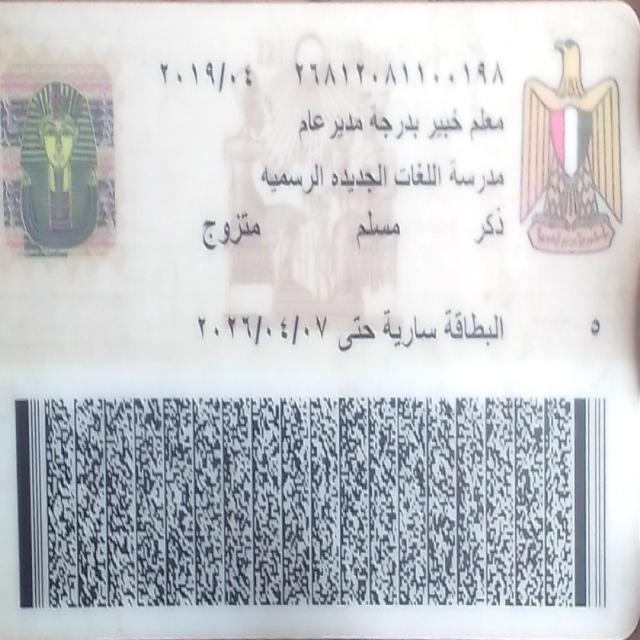 ٢٦٨١٢٠٨١١٠٠١٩٨ ٢٠١٩/٠٤
معلم خبير بدرجة مدير عام
مدرسة اللغات الجديده الرسميه
ذكر مسلم متزوج
٥ البطاقة سارية حتى ٢٠٢٦/٠٤/٠٧